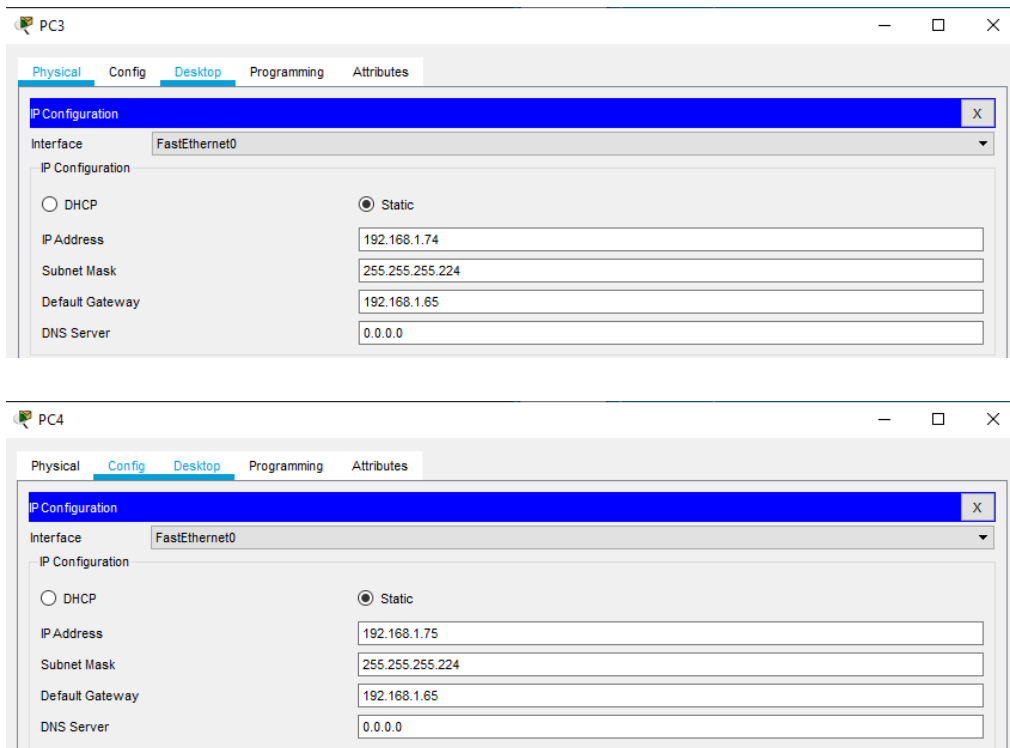 PC3
Physical Config Desktop Programming Attributes
IP Configuration X
Interface FastEthernet0
IP Configuration
DHCP Static
IP Address 192.168.1.74
Subnet Mask 255.255.255.224
Default Gateway 192.168.1.65
DNS Server 0.0.0.0
PC4
Physical Config Desktop Programming Attributes
IP Configuration X
Interface FastEthernet0
IP Configuration
DHCP Static
IP Address 192.168.1.75
Subnet Mask 255.255.255.224
Default Gateway 192.168.1.65
DNS Server 0.0.0.0